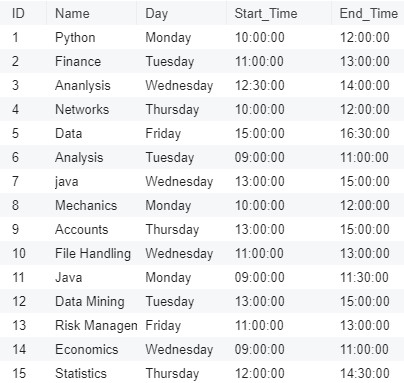 ID Name Day Start_Time End_Time
1 Python Monday 10:00:00 12:00:00
2 Finance Tuesday 11:00:00 13:00:00
3 Ananlysis Wednesday 12:30:00 14:00:00
4 Networks Thursday 10:00:00 12:00:00
5 Data Friday 15:00:00 16:30:00
6 Analysis Tuesday 09:00:00 11:00:00
7 java Wednesday 13:00:00 15:00:00
8 Mechanics Monday 10:00:00 12:00:00
9 Accounts Thursday 13:00:00 15:00:00
10 File Handling Wednesday 11:00:00 13:00:00
11 Java Monday 09:00:00 11:30:00
12 Data Mining Tuesday 13:00:00 15:00:00
13 Risk Managen Friday 11:00:00 13:00:00
14 Economics Wednesday 09:00:00 11:00:00
15 Statistics Thursday 12:00:00 14:30:00